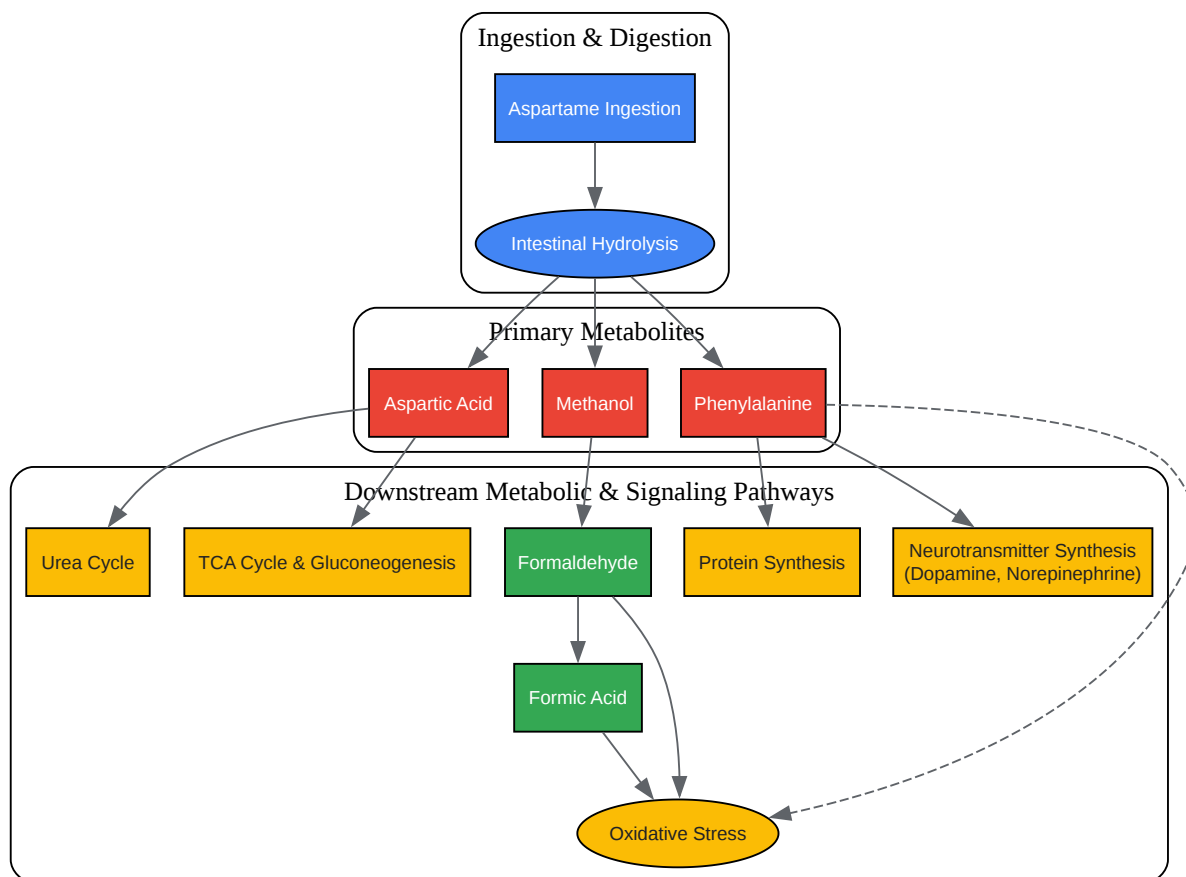 Ingestion & Digestion
Aspartame Ingestion
Intestinal Hydrolysis
Primary Metabolites
Aspartic Acid
Methanol
Phenylalanine
Downstream Metabolic & Signaling Pathways
Urea Cycle
TCA Cycle & Gluconeogenesis
Formaldehyde
Protein Synthesis
Neurotransmitter Synthesis
(Dopamine, Norepinephrine)
Formic Acid
Oxidative Stress